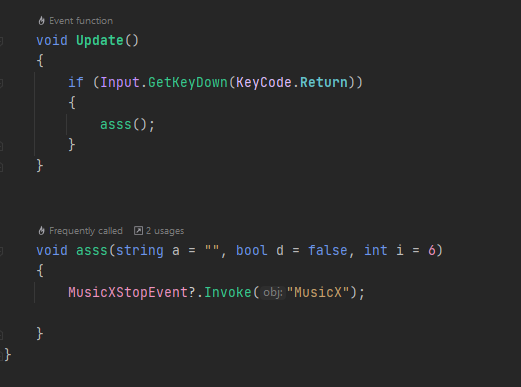 Event function
void Update()
{
if (Input.GetKeyDown(KeyCode.Return))
{
asss();
}
}
Frequently called 2 usages
void asss(string a = "", bool d = false, int i = 6)
{
MusicXStopEvent?.Invoke(obj:"MusicX");
}
}